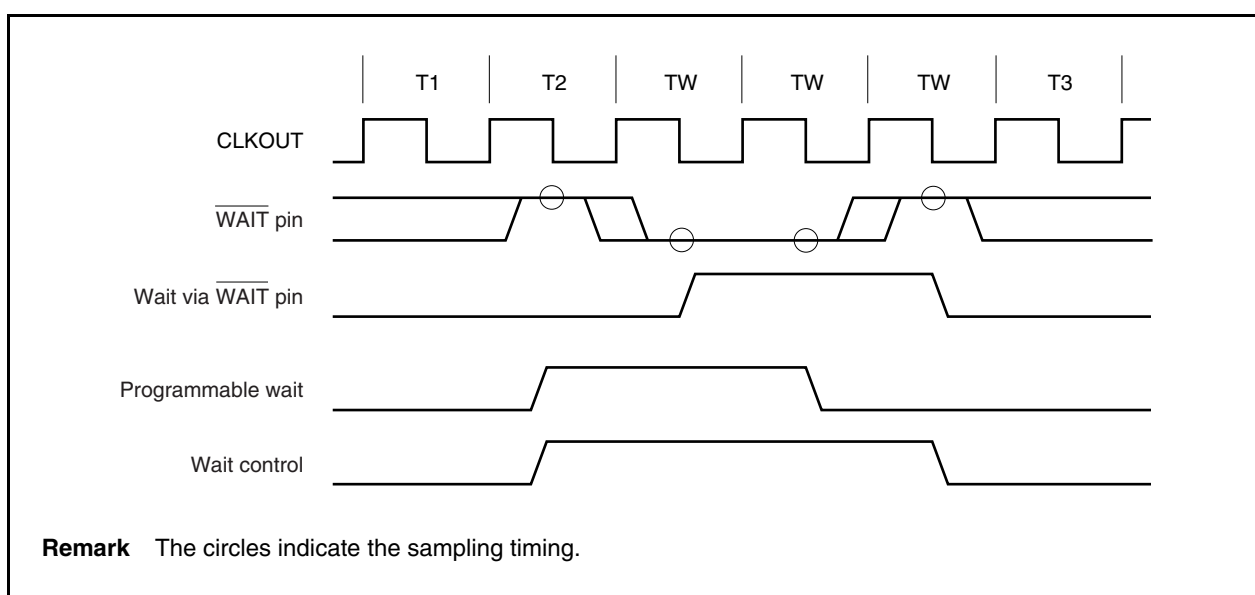 T1 T2 TW TW TW T3
CLKOUT
WAIT pin
Wait via WAIT pin
Programmable wait
Wait control
Remark The circles indicate the sampling timing.